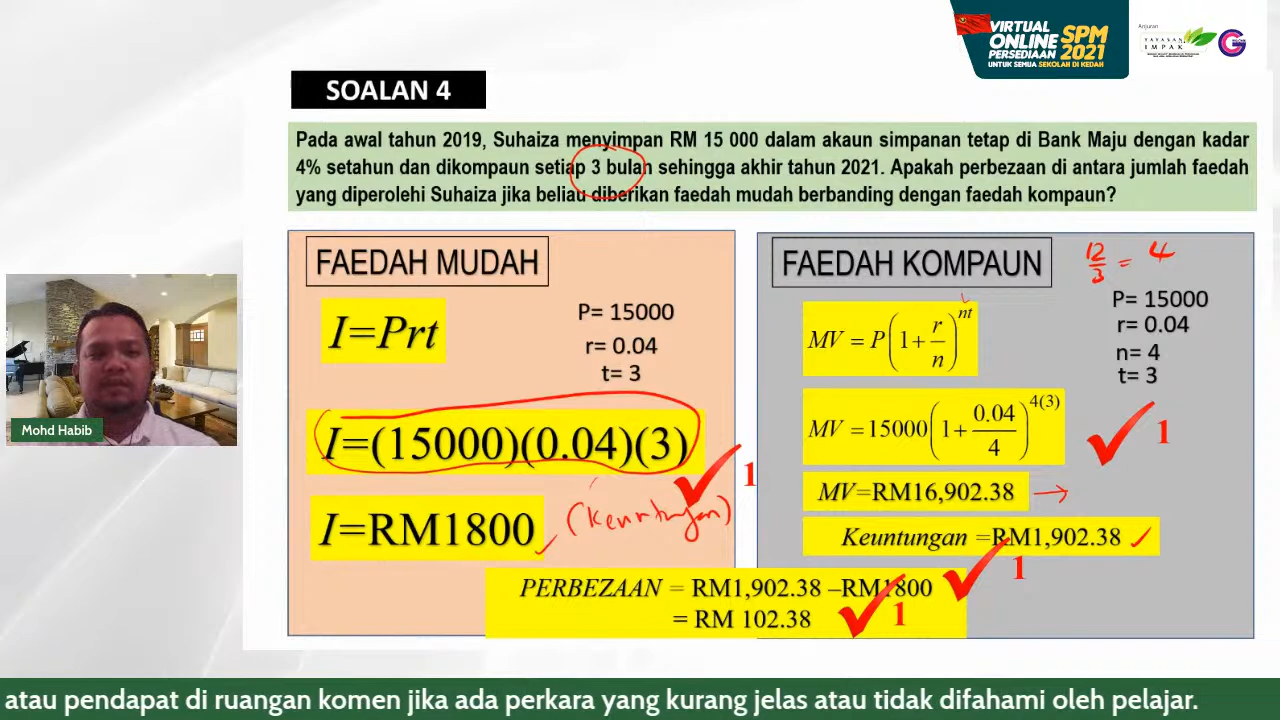 VIRTUAL
ONLINE
PERSEDIAAN
SPM
2021
UNTUK SEMUA SEKOLAH DI KEDAH
Anjuran
YAYASAN
IMPAK
SOALAN 4
Pada awal tahun 2019, Suhaiza menyimpan RM 15 000 dalam akaun simpanan tetap di Bank Maju dengan kadar
4% setahun dan dikompaun setiap 3 bulan sehingga akhir tahun 2021. Apakah perbezaan di antara jumlah faedah
yang diperolehi Suhaiza jika beliau diberikan faedah mudah berbanding dengan faedah kompaun?
FAEDAH MUDAH
I=Prt
P= 15000
r= 0.04
t= 3
I=(15000)(0.04)(3)
1
I=RM1800
(keuntungan)
FAEDAH KOMPAUN
12/3 = 4
MV = P(1+r/n)^nt
P= 15000
r= 0.04
n= 4
t= 3
MV = 15000(1+0.04/4)^4(3)
1
MV=RM16,902.38
Keuntungan =RM1,902.38
1
PERBEZAAN = RM1,902.38 –RM1800
= RM 102.38
1
Mohd Habib
atau pendapat di ruangan komen jika ada perkara yang kurang jelas atau tidak difahami oleh pelajar.